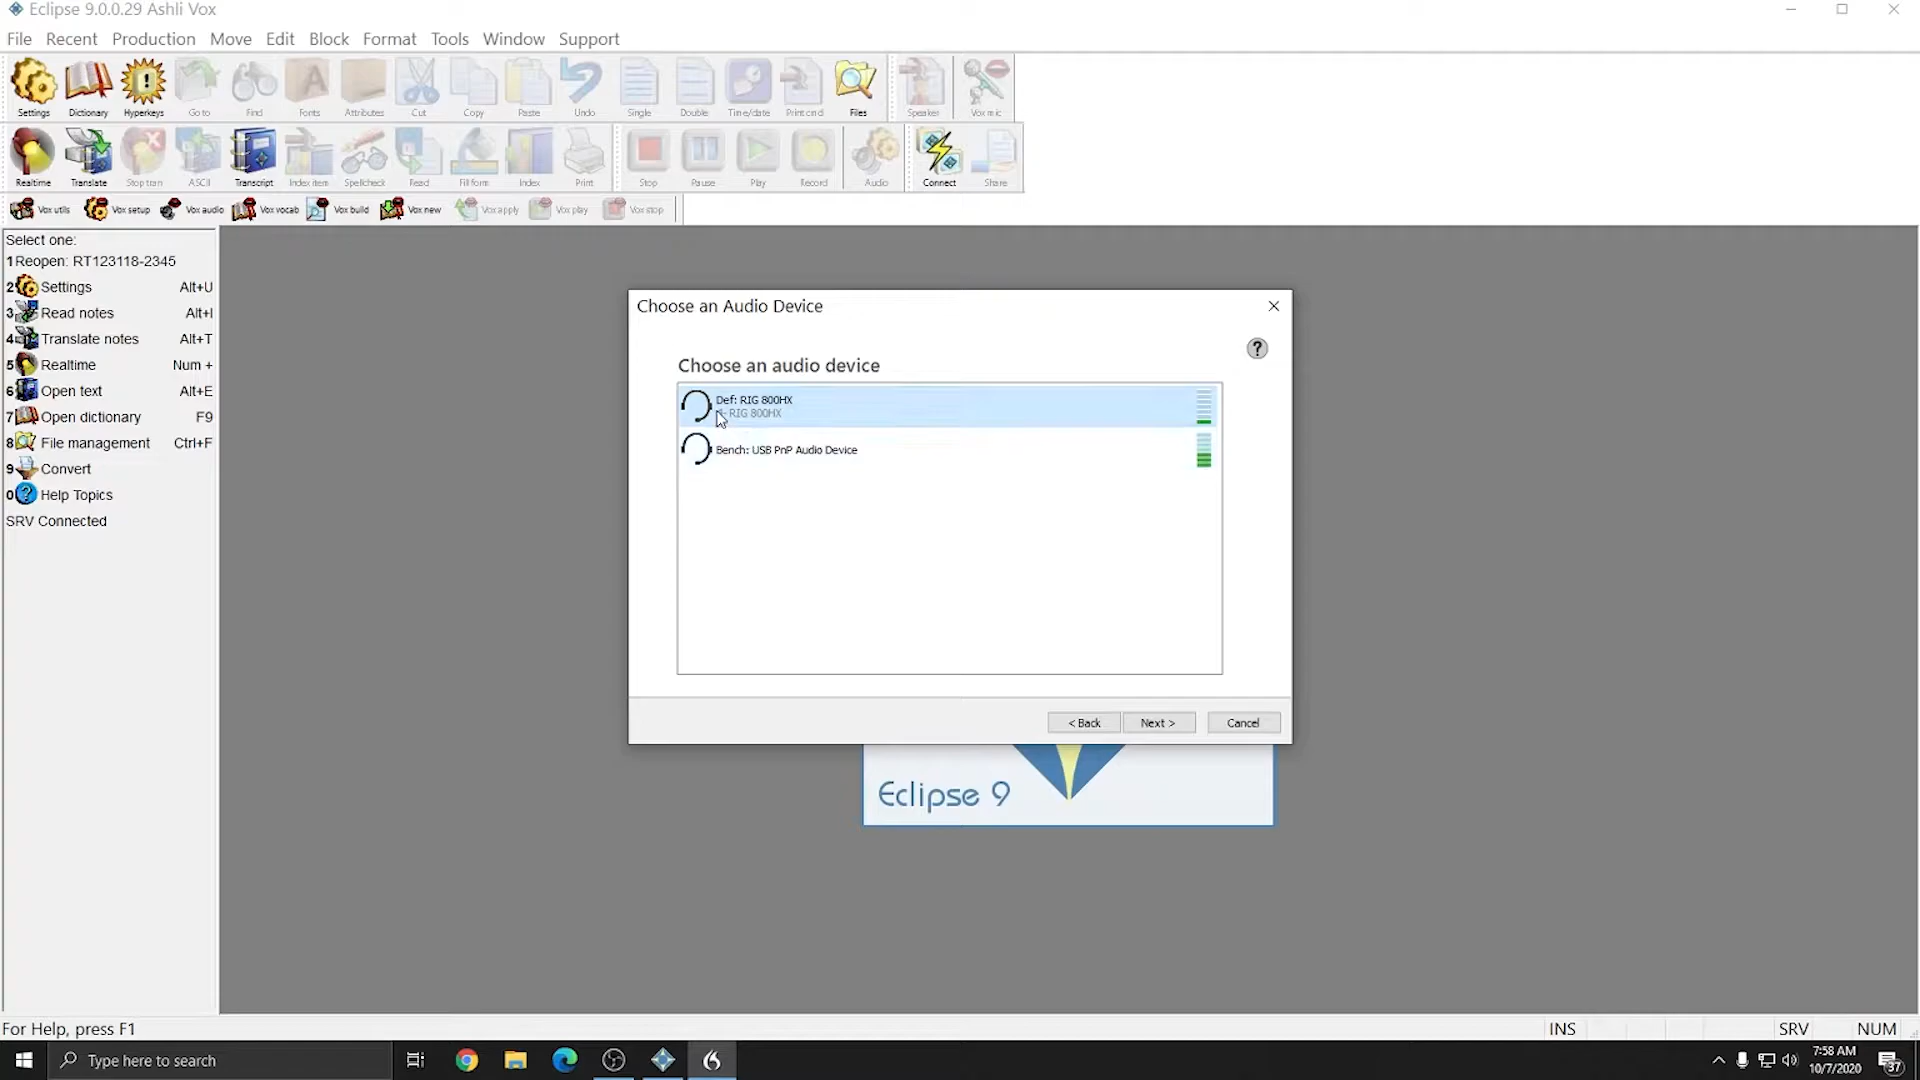 Eclipse 9.0.0.29 Ashli Vox
File Recent Production Move Edit Block Format Tools Window Support
Settings Dictionary Hyperkeys Go to Find Fonts Attributes Cut Copy Paste Undo Single Double Time/date Print cmd Files Speaker Vox mic
Realtime Translate Stop tran ASCII Transcript Index item Spellcheck Read Fill form Index Print Stop Pause Play Record Audio Connect Share
Vox utils Vox setup Vox audio Vox vocab Vox build Vox new Vox apply Vox play Vox stop
Select one:
1 Reopen: RT123118-2345
2 Settings Alt+U
3 Read notes Alt+I
4 Translate notes Alt+T
5 Realtime Num +
6 Open text Alt+E
7 Open dictionary F9
8 File management Ctrl+F
9 Convert
0 Help Topics
SRV Connected
Choose an Audio Device
?
Choose an audio device
Def: RIG 800HX
- RIG 800HX
Bench: USB PnP Audio Device
< Back Next > Cancel
Eclipse 9
For Help, press F1
INS SRV NUM
Type here to search
7:58 AM
10/7/2020
37